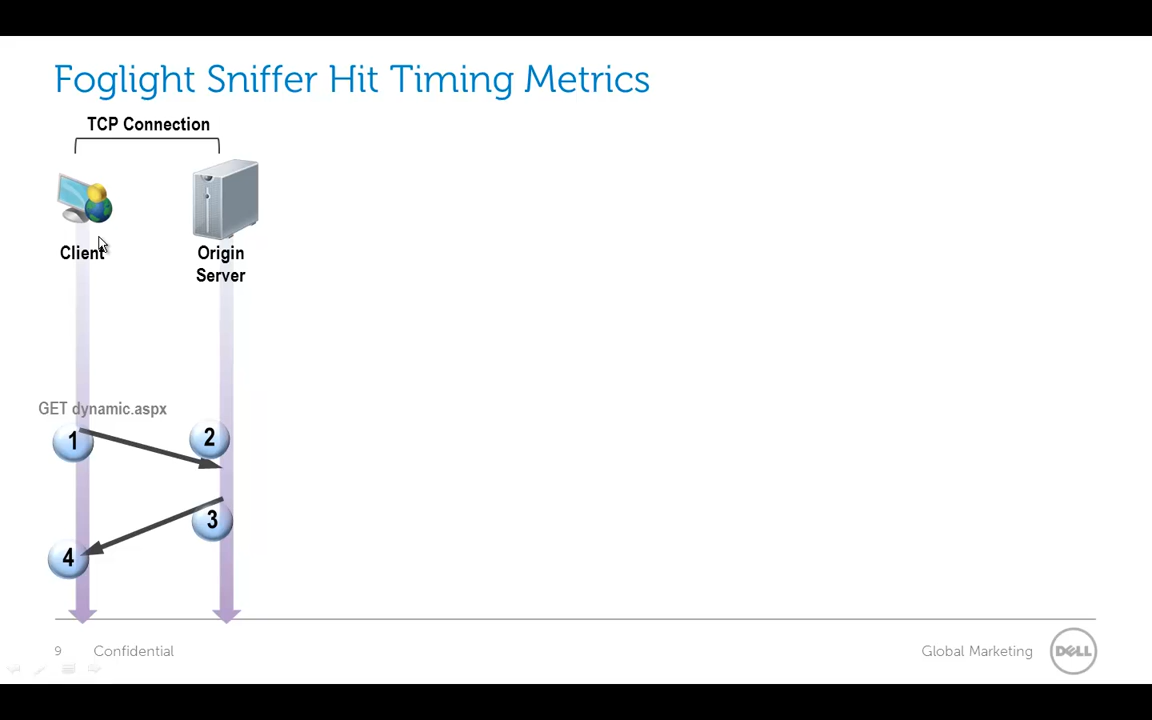 Foglight Sniffer Hit Timing Metrics
TCP Connection
Client
Origin
Server
GET dynamic.aspx
1
2
3
4
9
Confidential
Global Marketing
DELL